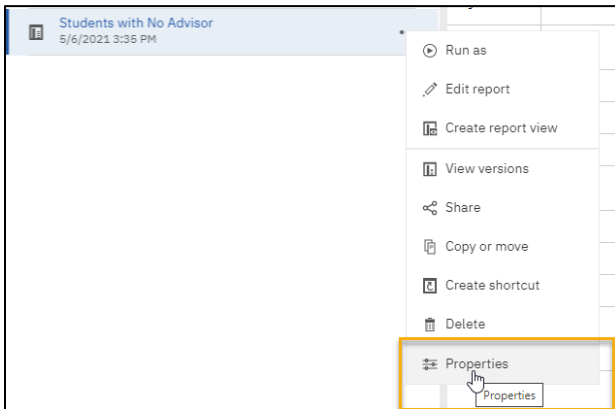 Students with No Advisor
5/6/2021 3:35 PM
Run as
Edit report
Create report view
View versions
Share
Copy or move
Create shortcut
Delete
Properties
Properties